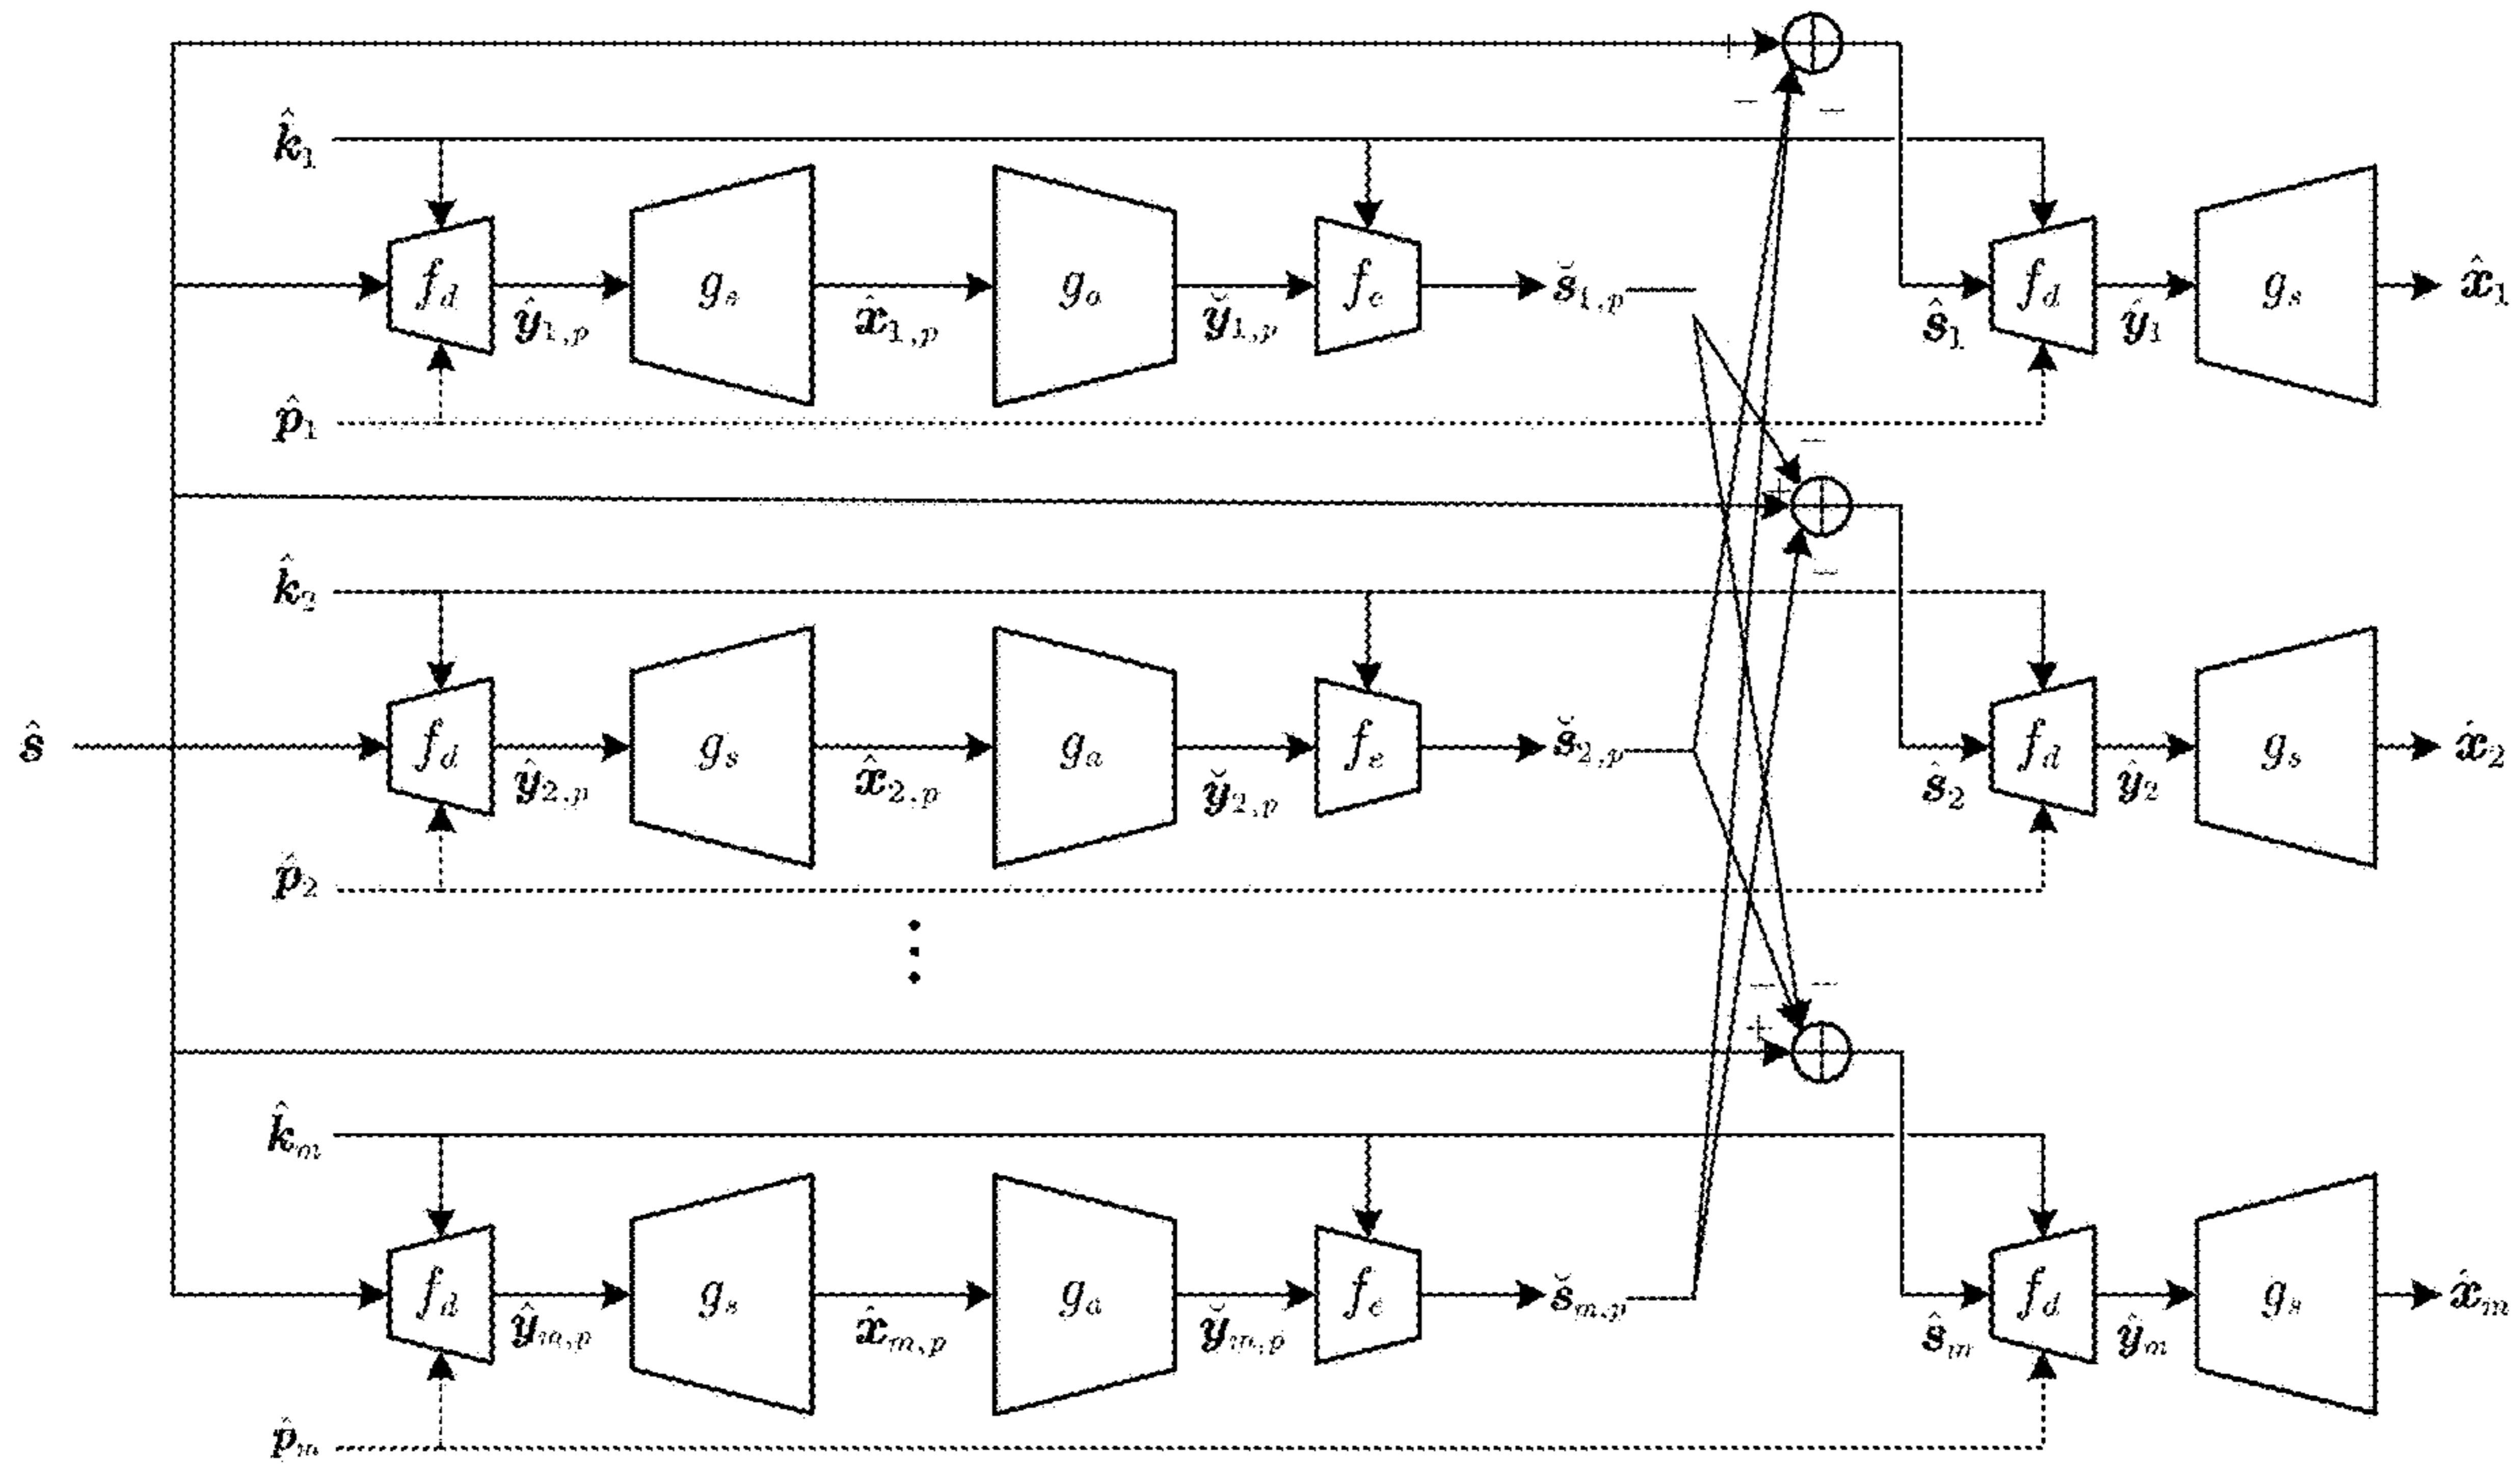 +
− −
k̂₁
f_d g_s g_a f_e s̆₁,ₚ f_d g_s x̂₁
ŷ₁,ₚ x̂₁,ₚ y̆₁,ₚ ŝ₁ ŷ₁
p̂₁
−
+
−
k̂₂
ŝ f_d g_s g_a f_e s̆₂,ₚ f_d g_s x̂₂
ŷ₂,ₚ x̂₂,ₚ y̆₂,ₚ ŝ₂ ŷ₂
p̂₂
⋮
− −
+
k̂ₘ
f_d g_s g_a f_e s̆ₘ,ₚ f_d g_s x̂ₘ
ŷₘ,ₚ x̂ₘ,ₚ y̆ₘ,ₚ ŝₘ ŷₘ
p̂ₘ